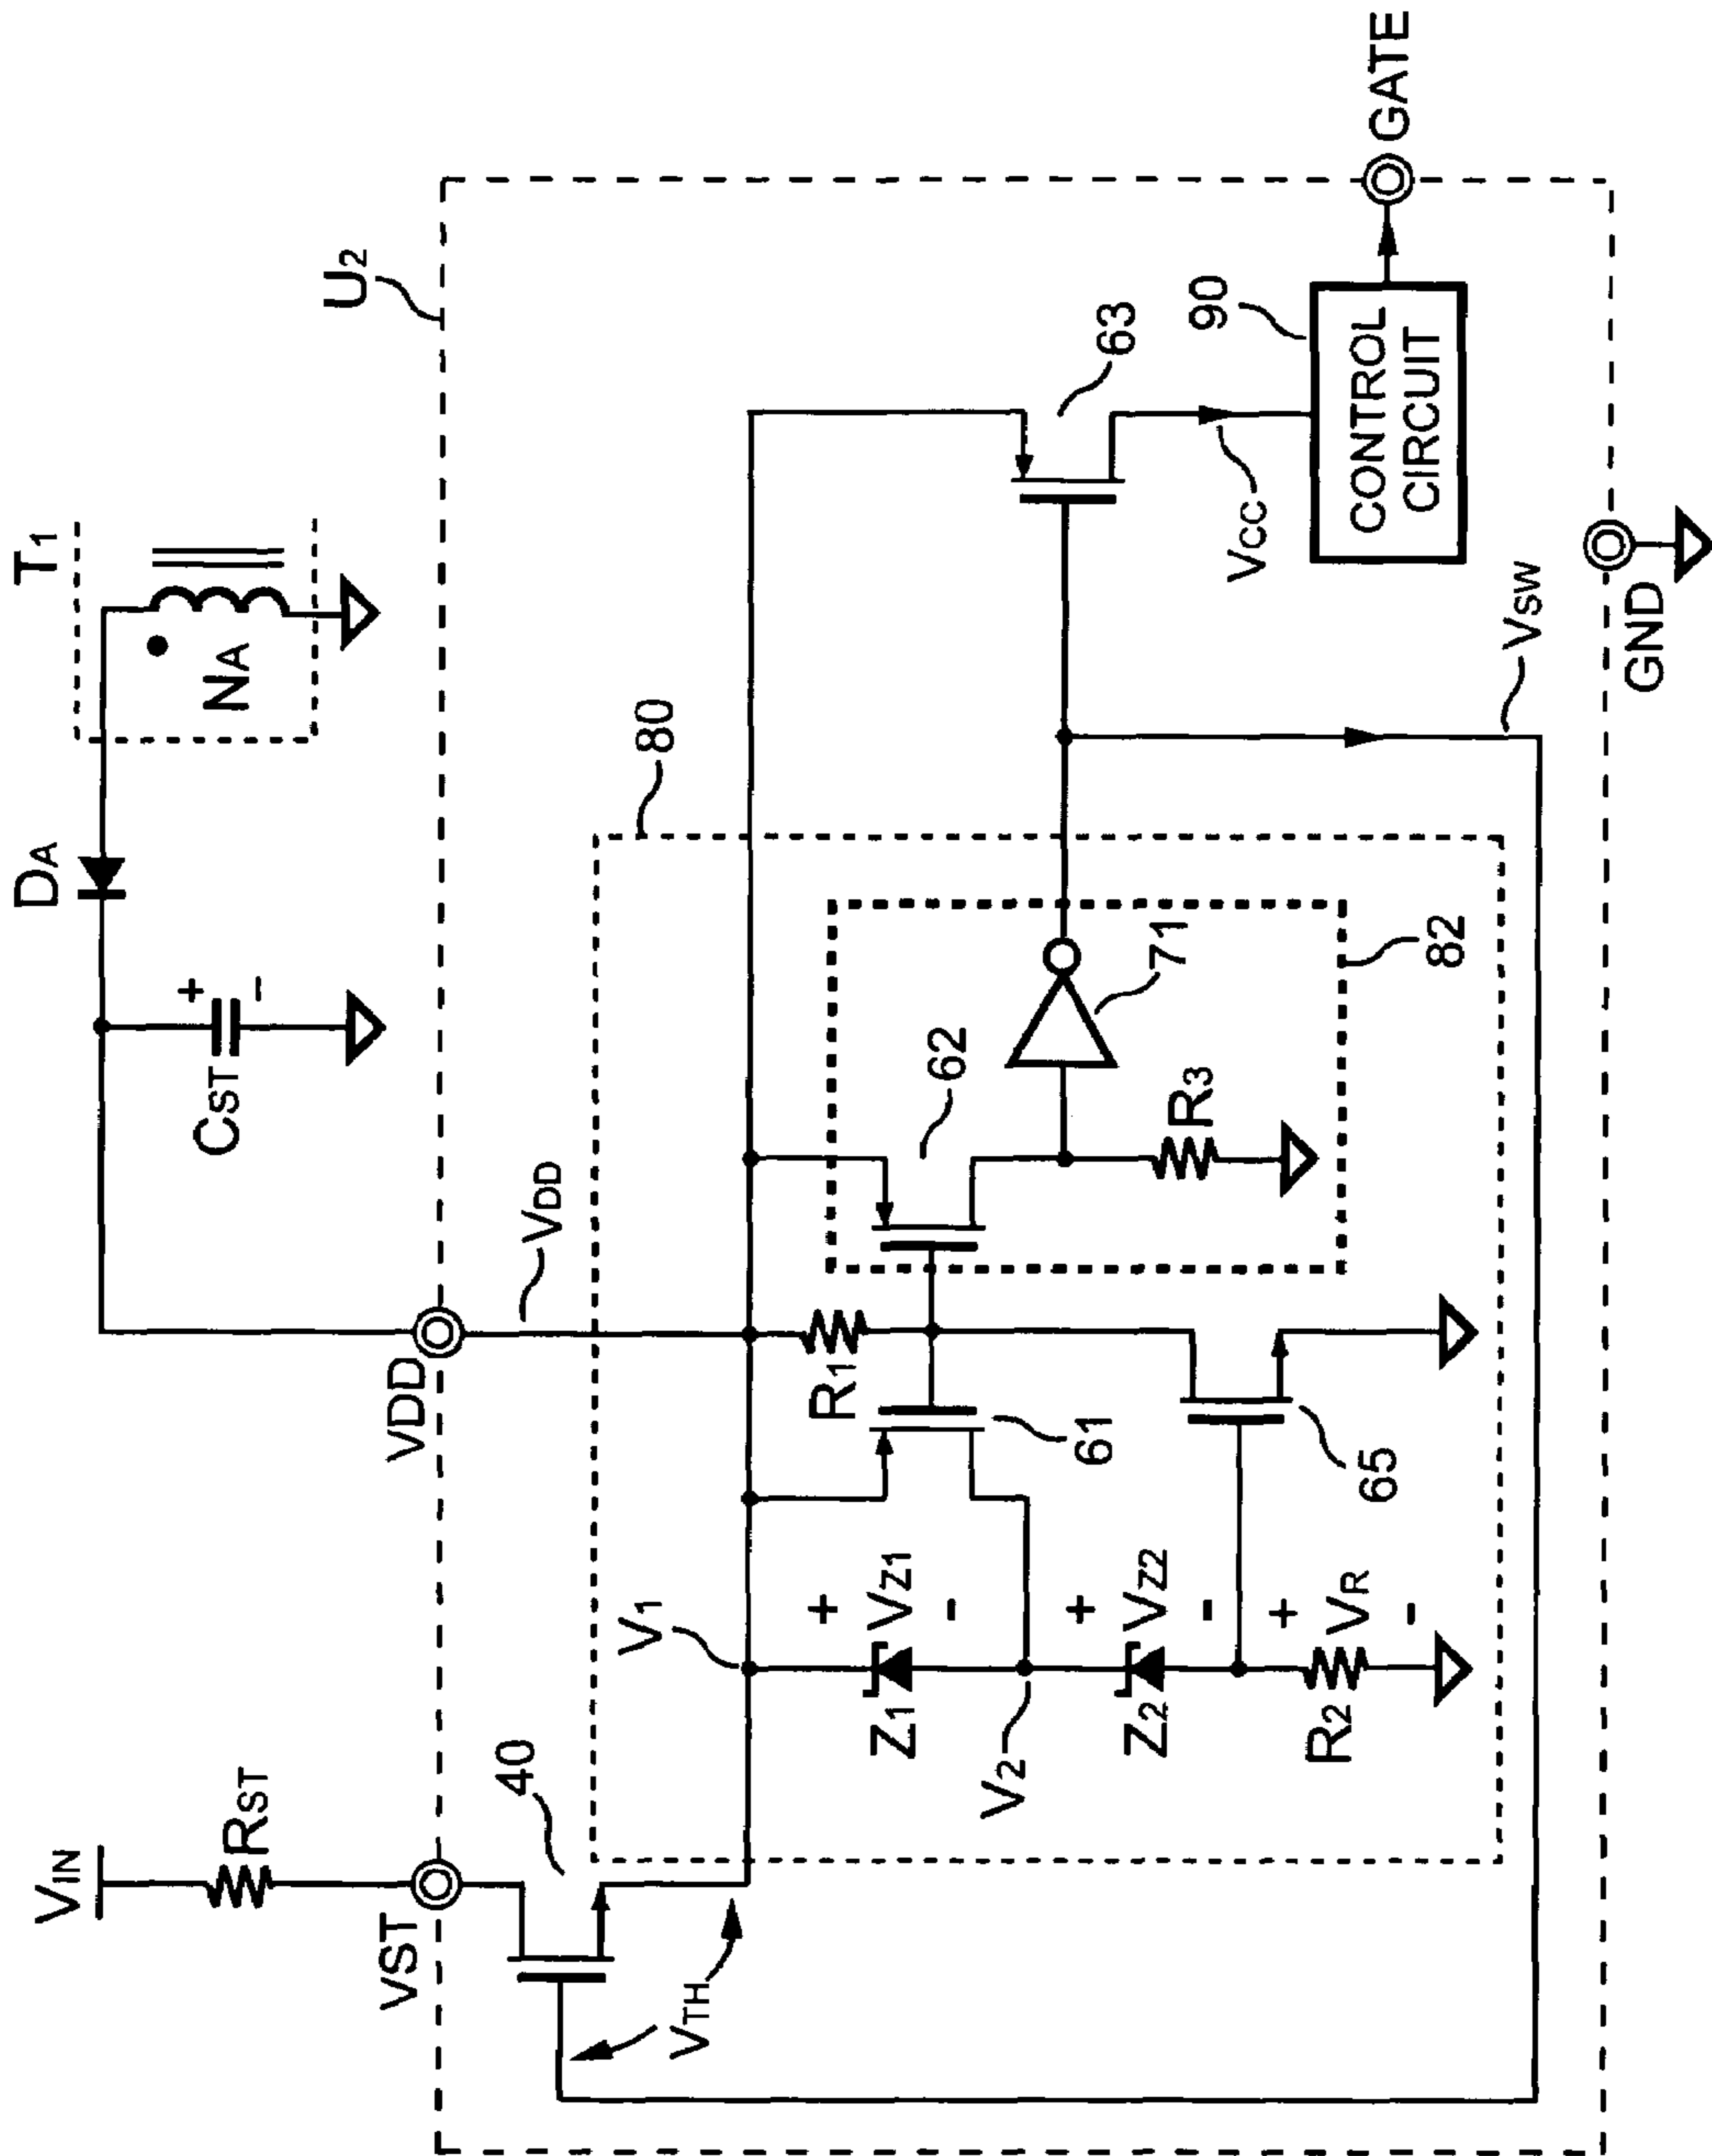 VIN
RST
VST
40
VTH
DA
T1
NA
CST
+
-
VDD
VDD
U2
80
V1
Z1
+
VZ1
-
V2
Z2
+
VZ2
-
R2
+
VR
-
R1
61
65
62
71
R3
82
63
VCC
90
CONTROL
CIRCUIT
GATE
VSW
GND